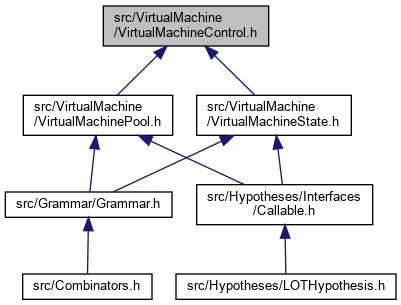 src/VirtualMachine
/VirtualMachineControl.h
src/VirtualMachine
/VirtualMachinePool.h
src/VirtualMachine
/VirtualMachineState.h
src/Grammar/Grammar.h
src/Hypotheses/Interfaces
/Callable.h
src/Combinators.h
src/Hypotheses/LOTHypothesis.h